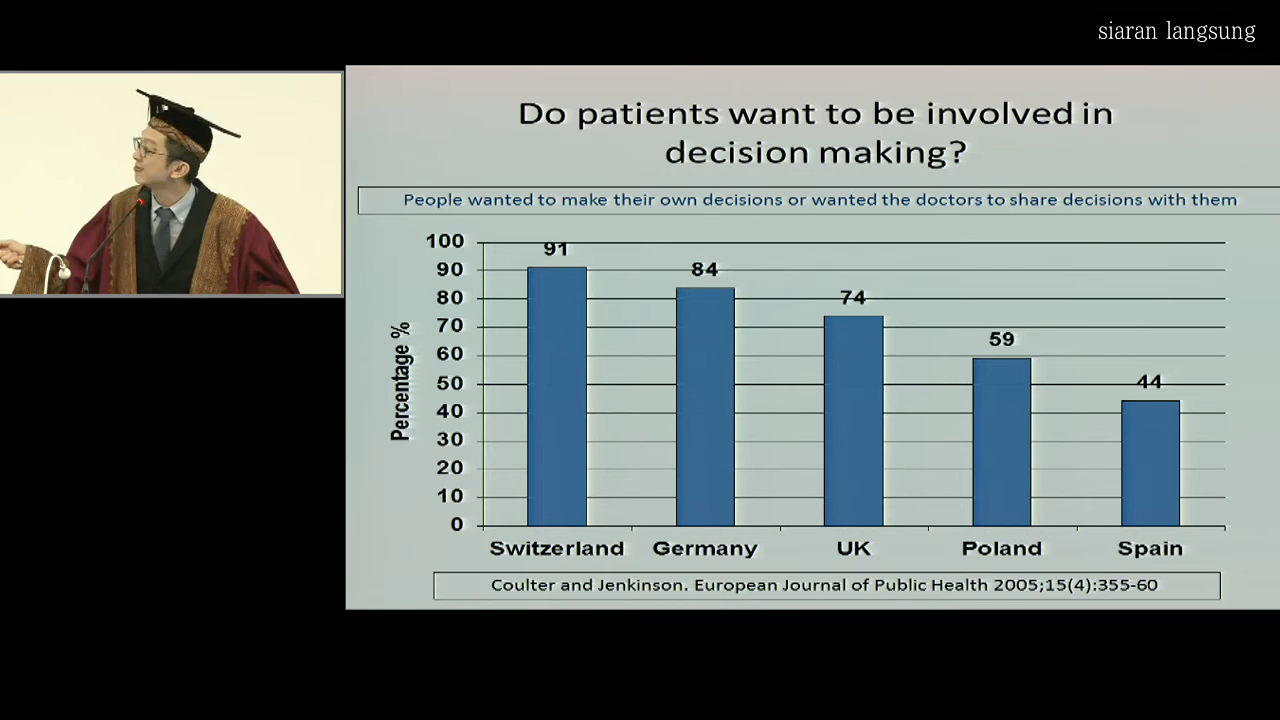 siaran langsung
Do patients want to be involved in
decision making?
People wanted to make their own decisions or wanted the doctors to share decisions with them
100
90
80
70
60
50
40
30
20
10
0
Percentage %
91
84
74
59
44
Switzerland Germany UK Poland Spain
Coulter and Jenkinson. European Journal of Public Health 2005;15(4):355-60